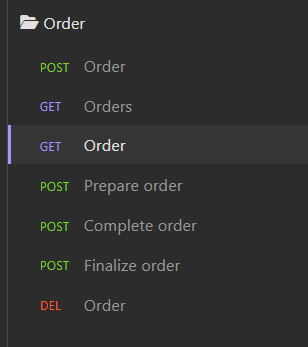 Order
POST Order
GET Orders
GET Order
POST Prepare order
POST Complete order
POST Finalize order
DEL Order